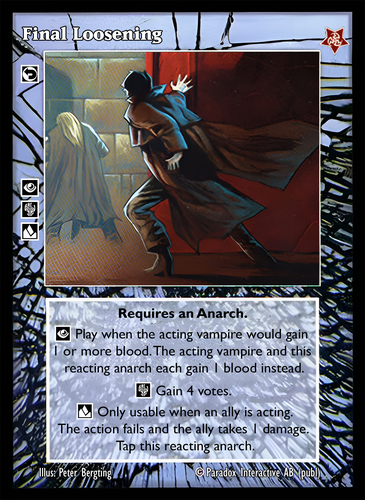 Final Loosening
Requires an Anarch.
Play when the acting vampire would gain
1 or more blood. The acting vampire and this
reacting anarch each gain 1 blood instead.
Gain 4 votes.
Only usable when an ally is acting.
The action fails and the ally takes 1 damage.
Tap this reacting anarch.
Illus: Peter Bergting © Paradox Interactive AB (publ)